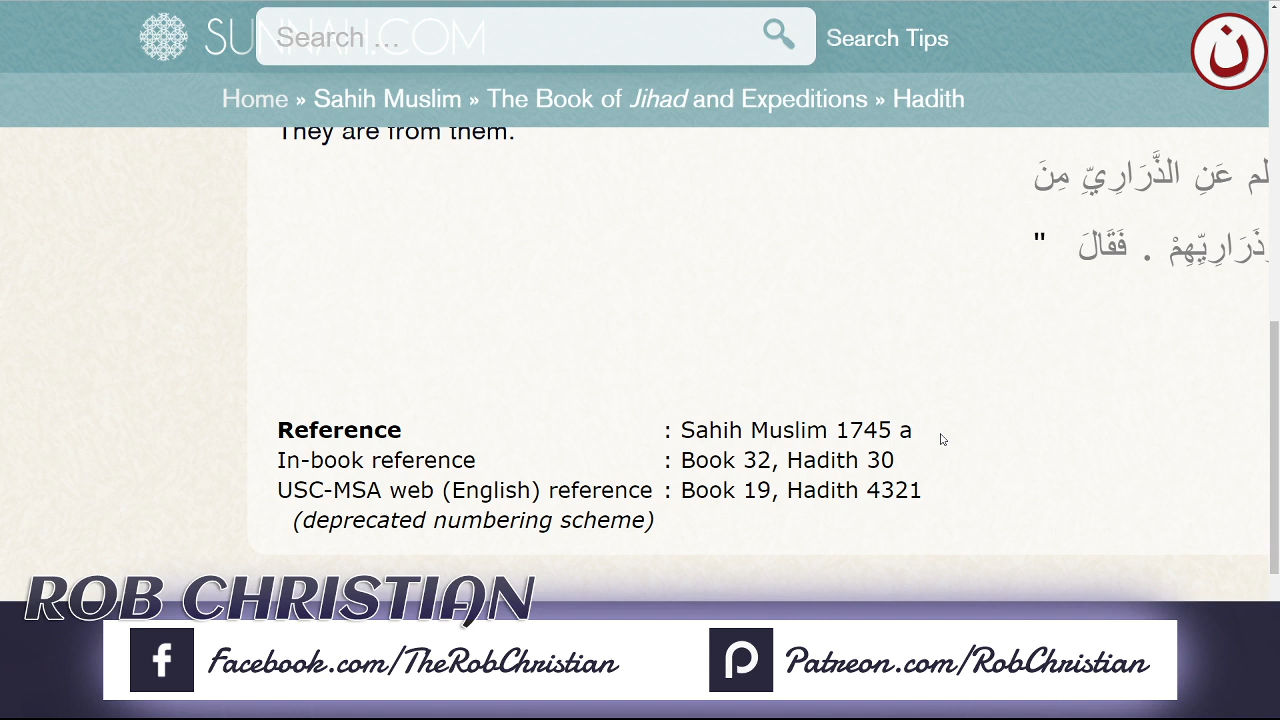 SUNNAH.COM
Search ...
Search Tips
ن
Home » Sahih Muslim » The Book of Jihad and Expeditions » Hadith
They are from them.
عَنِ الذَّرَارِيِّ مِنَ
ذَرَارِيِّهِمْ . فَقَالَ "
Reference : Sahih Muslim 1745 a
In-book reference : Book 32, Hadith 30
USC-MSA web (English) reference : Book 19, Hadith 4321
(deprecated numbering scheme)
ROB CHRISTIAN
Facebook.com/TheRobChristian
Patreon.com/RobChristian